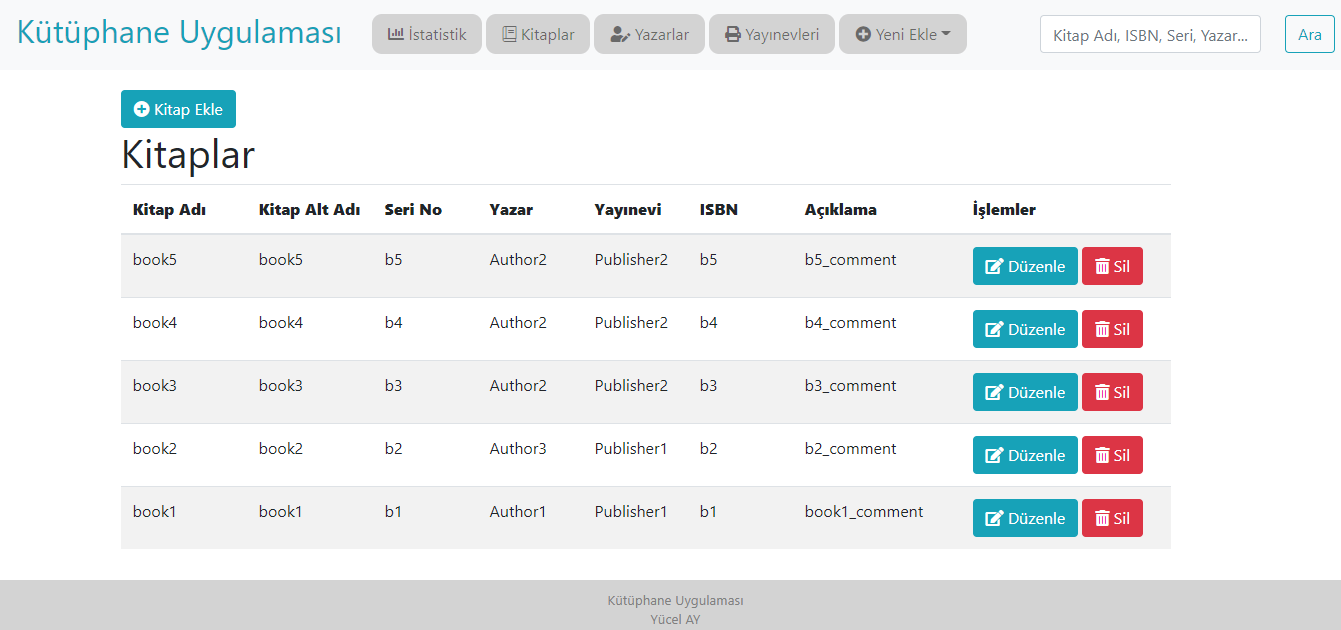 Kütüphane Uygulaması İstatistik Kitaplar Yazarlar Yayınevleri Yeni Ekle Kitap Adı, ISBN, Seri, Yazar... Ara
Kitap Ekle
Kitaplar
Kitap Adı Kitap Alt Adı Seri No Yazar Yayınevi ISBN Açıklama İşlemler
book5 book5 b5 Author2 Publisher2 b5 b5_comment Düzenle Sil
book4 book4 b4 Author2 Publisher2 b4 b4_comment Düzenle Sil
book3 book3 b3 Author2 Publisher2 b3 b3_comment Düzenle Sil
book2 book2 b2 Author3 Publisher1 b2 b2_comment Düzenle Sil
book1 book1 b1 Author1 Publisher1 b1 book1_comment Düzenle Sil
Kütüphane Uygulaması
Yücel AY